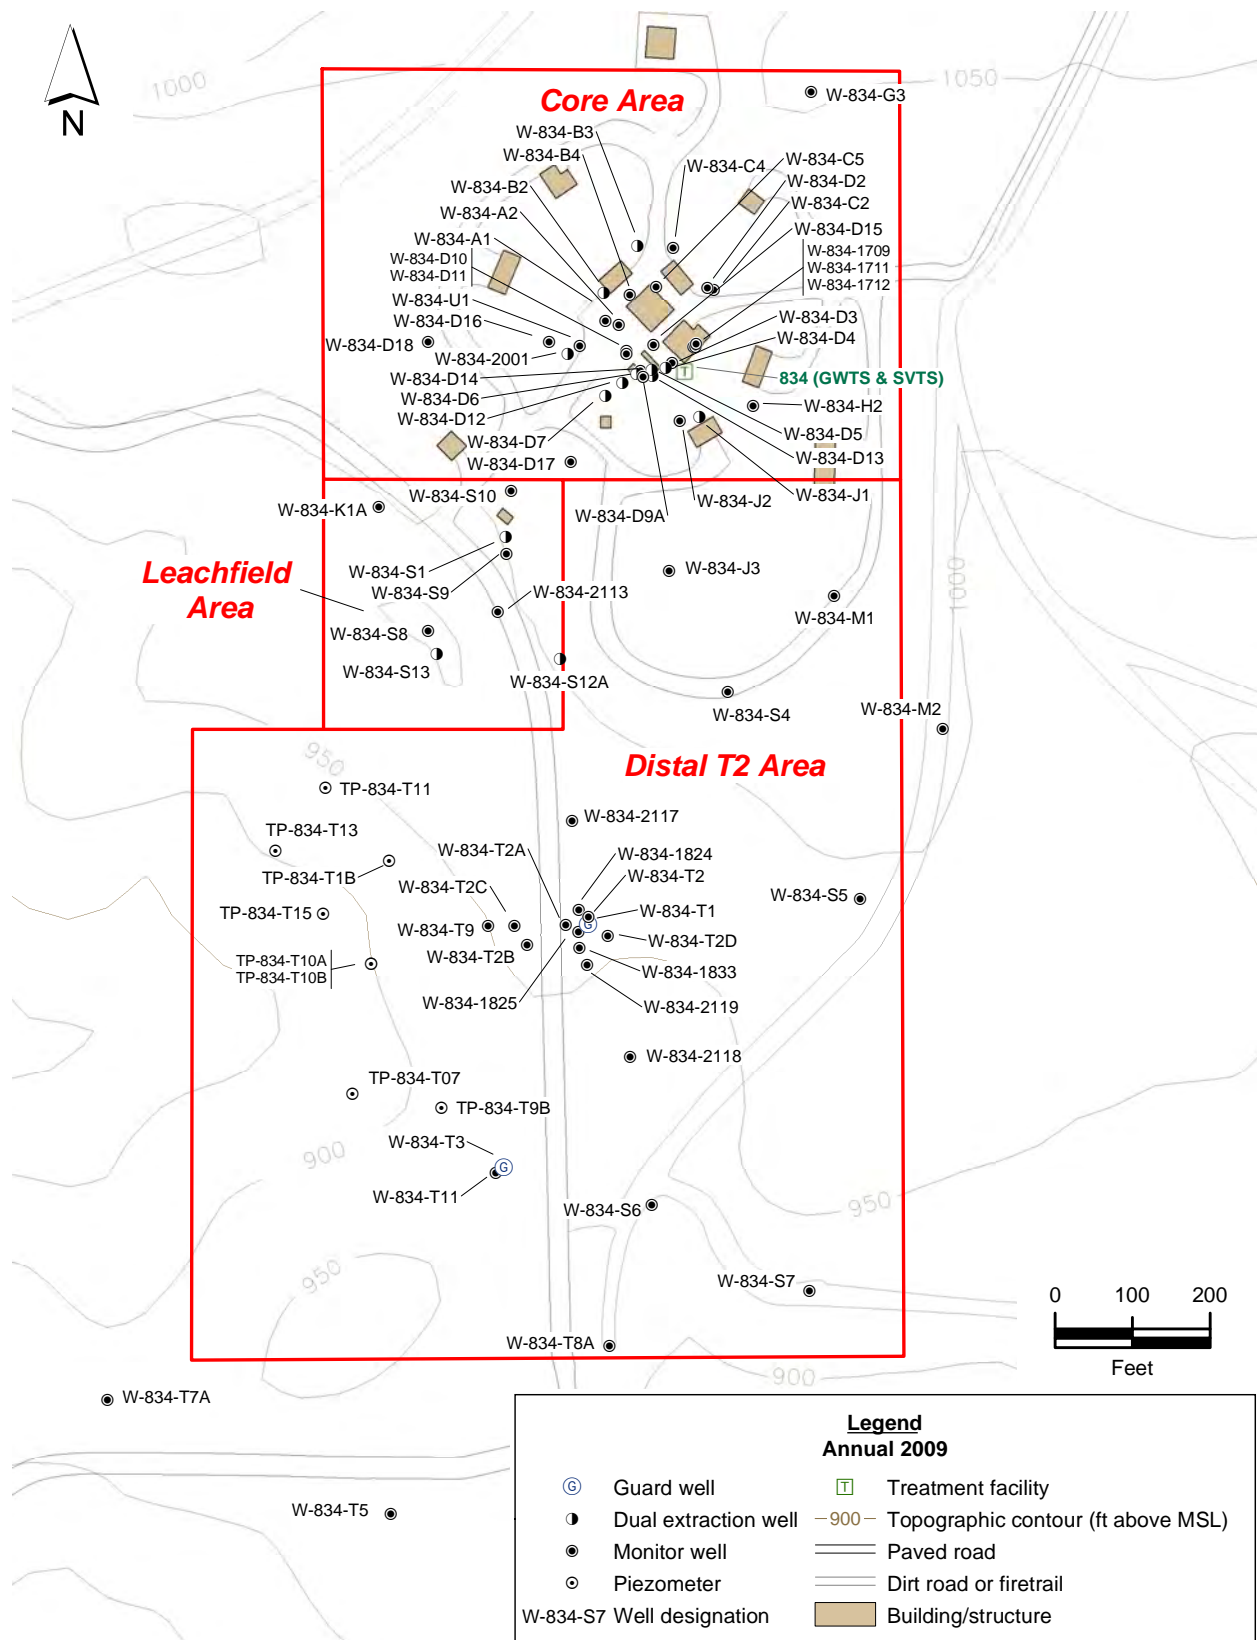 1000
1050
N
Core Area
W-834-G3
W-834-B3
W-834-B4
W-834-C4
W-834-C5
W-834-B2
W-834-D2
W-834-A2
W-834-C2
W-834-A1
W-834-D15
W-834-D10
W-834-1709
W-834-D11
W-834-1711
W-834-1712
W-834-U1
W-834-D16
W-834-D3
W-834-D18
W-834-D4
W-834-2001
W-834-D14
T
834 (GWTS & SVTS)
W-834-D6
W-834-H2
W-834-D12
W-834-D5
W-834-D7
W-834-D13
W-834-D17
W-834-S10
W-834-J1
W-834-J2
W-834-K1A
W-834-D9A
W-834-S1
Leachfield
Area
W-834-S9
W-834-2113
W-834-J3
1000
W-834-M1
W-834-S8
W-834-S13
W-834-S12A
W-834-S4
W-834-M2
950
Distal T2 Area
TP-834-T11
W-834-2117
TP-834-T13
W-834-T2A
W-834-1824
TP-834-T1B
W-834-T2
W-834-T2C
W-834-S5
TP-834-T15
W-834-T1
G
W-834-T9
W-834-T2D
W-834-T2B
TP-834-T10A
TP-834-T10B
W-834-1833
W-834-1825
W-834-2119
W-834-2118
TP-834-T07
TP-834-T9B
W-834-T3
900
G
W-834-T11
W-834-S6
950
950
W-834-S7
0 100 200
Feet
W-834-T8A
900
W-834-T7A
W-834-T5
Legend
Annual 2009
G Guard well
T Treatment facility
Dual extraction well
900 Topographic contour (ft above MSL)
Monitor well
Paved road
Piezometer
Dirt road or firetrail
W-834-S7 Well designation
Building/structure